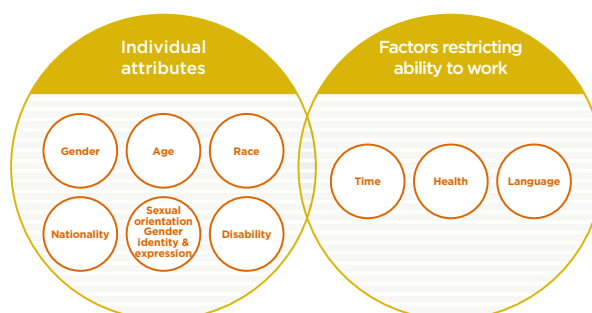 Individual
attributes
Factors restricting
ability to work
Gender
Age
Race
Nationality
Sexual
orientation
Gender
identity &
expression
Disability
Time
Health
Language